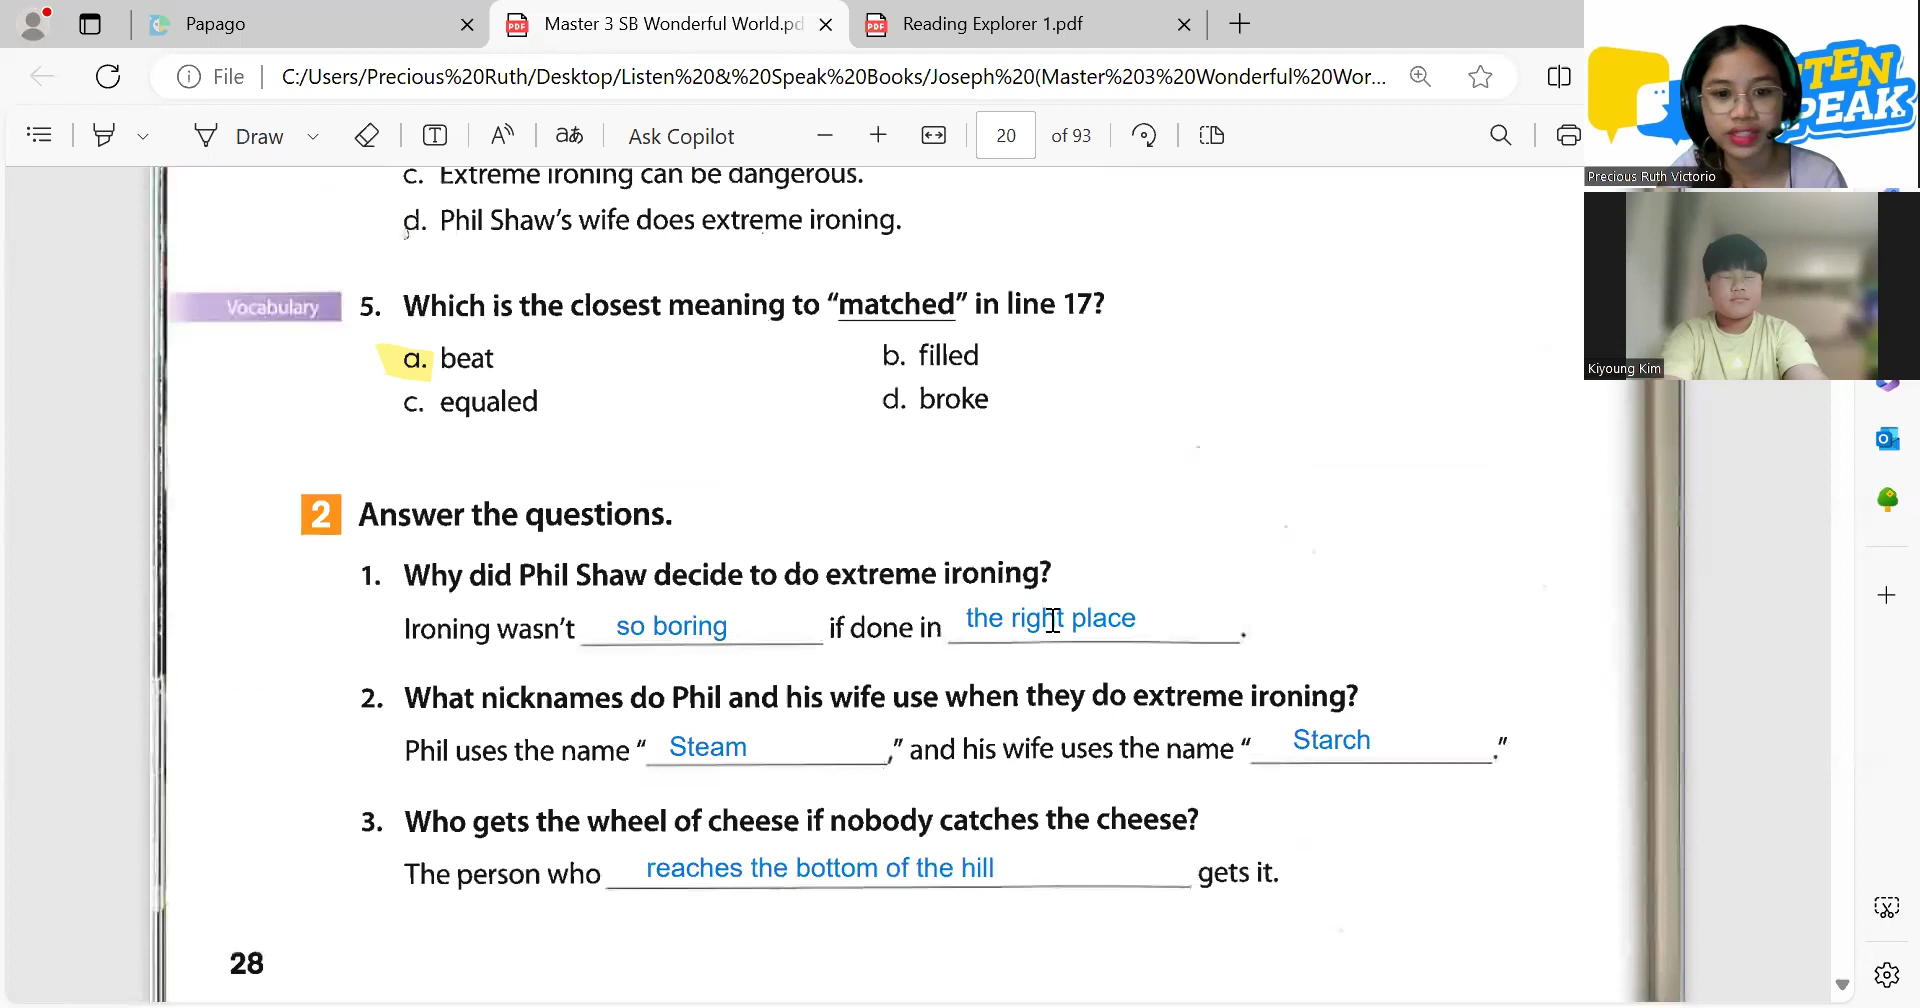 Papago
Master 3 SB Wonderful World.pd
Reading Explorer 1.pdf
File
C:/Users/Precious%20Ruth/Desktop/Listen%20&%20Speak%20Books/Joseph%20(Master%203%20Wonderful%20Wor...
Draw
Ask Copilot
20
of 93
TEN
PEAK
Precious Ruth Victorio
Kiyoung Kim
c. Extreme ironing can be dangerous.
d. Phil Shaw's wife does extreme ironing.
Vocabulary
5. Which is the closest meaning to “matched” in line 17?
a. beat
b. filled
c. equaled
d. broke
2 Answer the questions.
1. Why did Phil Shaw decide to do extreme ironing?
Ironing wasn't so boring if done in the right place.
2. What nicknames do Phil and his wife use when they do extreme ironing?
Phil uses the name “Steam,” and his wife uses the name “Starch.”
3. Who gets the wheel of cheese if nobody catches the cheese?
The person who reaches the bottom of the hill gets it.
28